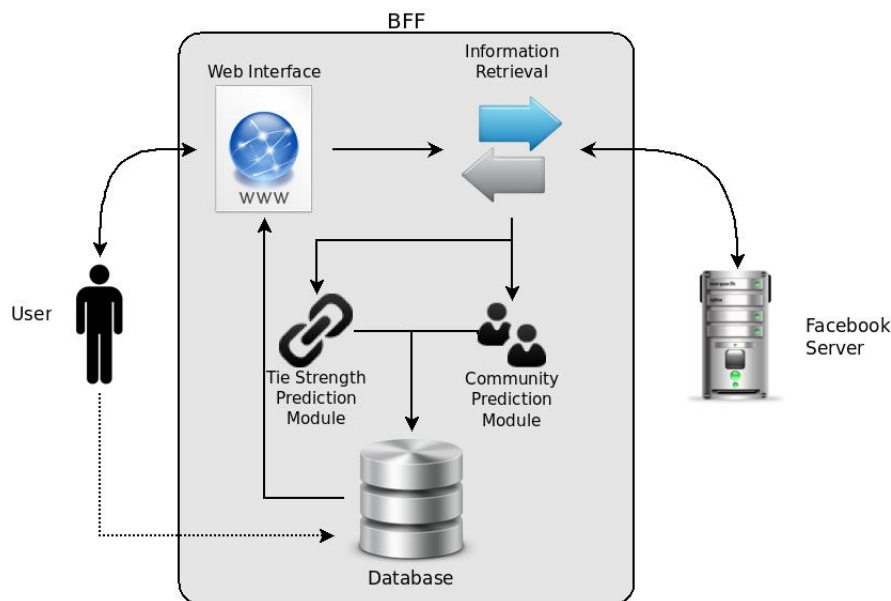 BFF
Web Interface
Information
Retrieval
WWW
User
Tie Strength
Prediction
Module
Community
Prediction
Module
Facebook
Server
Database